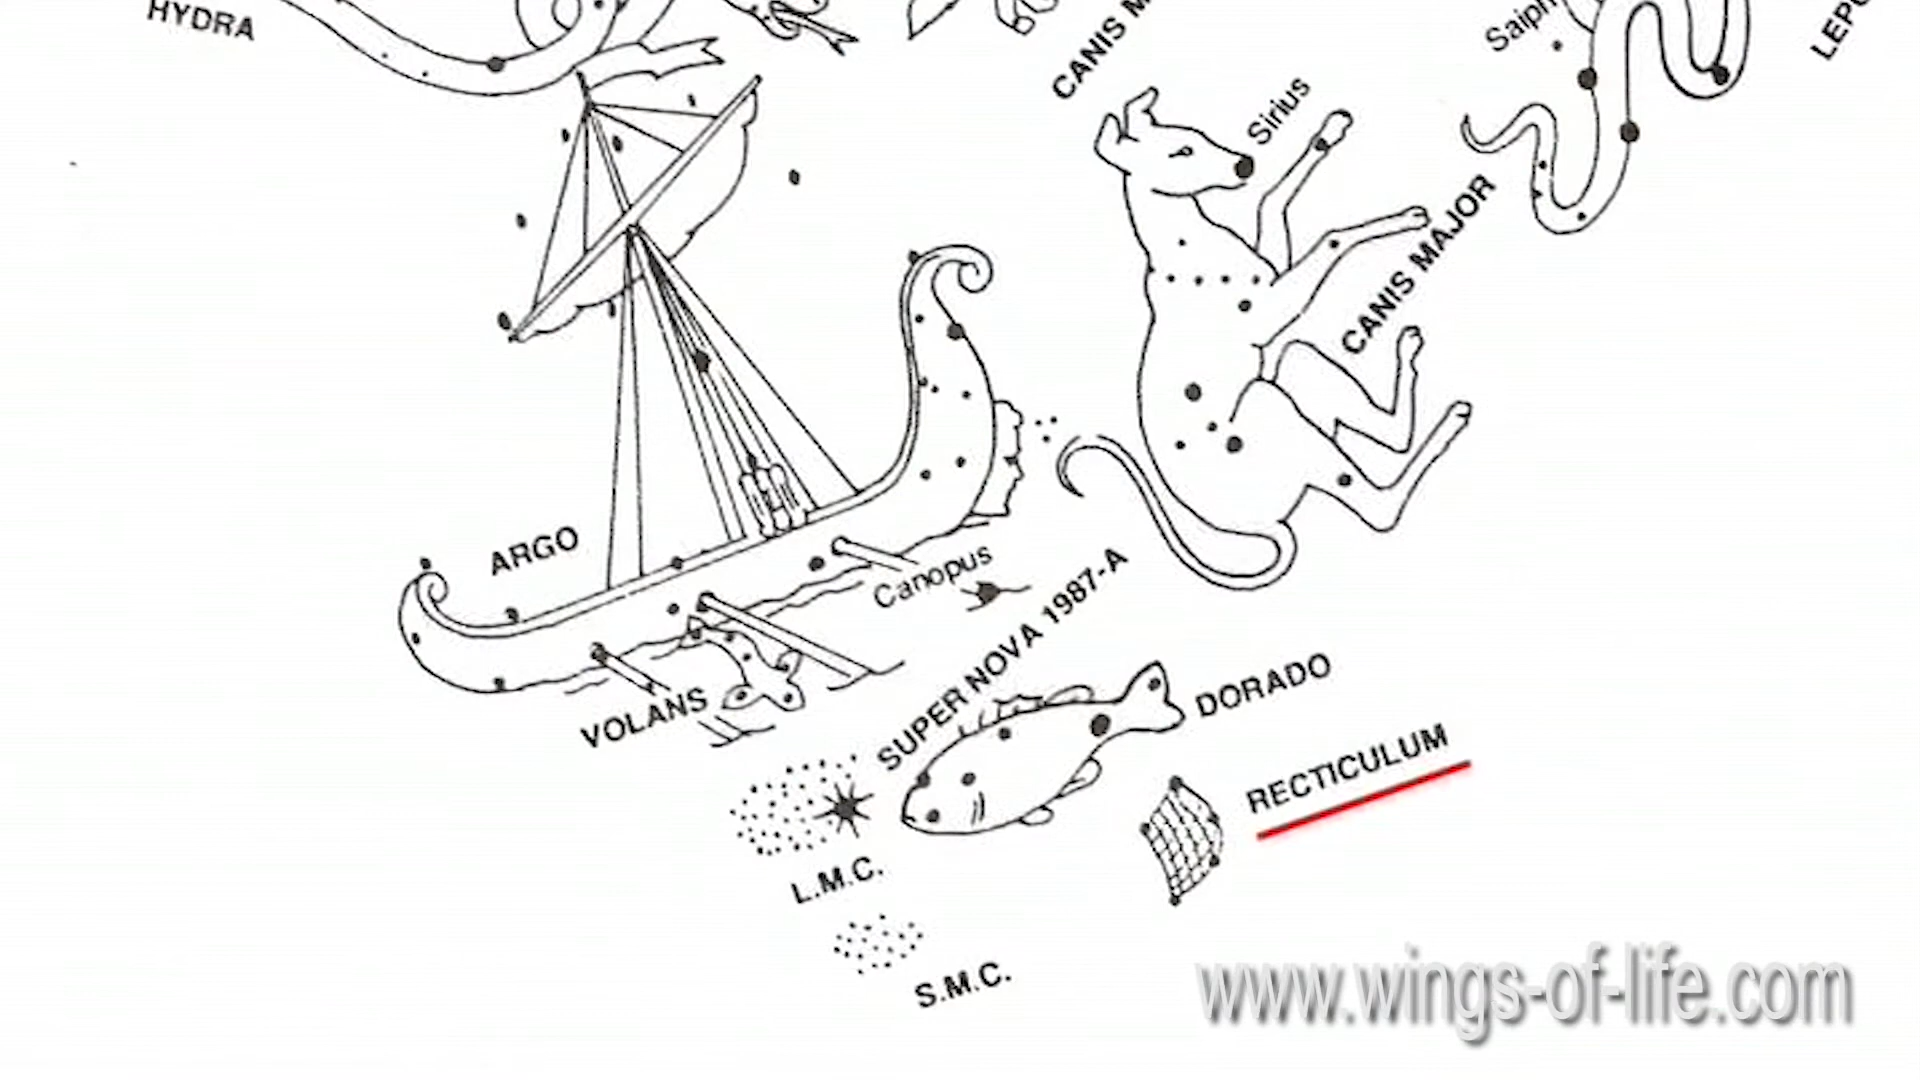 HYDRA
CANIS M
Saiph
LEPU
Sirius
CANIS MAJOR
ARGO
Canopus
SUPER NOVA 1987-A
VOLANS
DORADO
RECTICULUM
L.M.C.
S.M.C.
www.wings-of-life.com